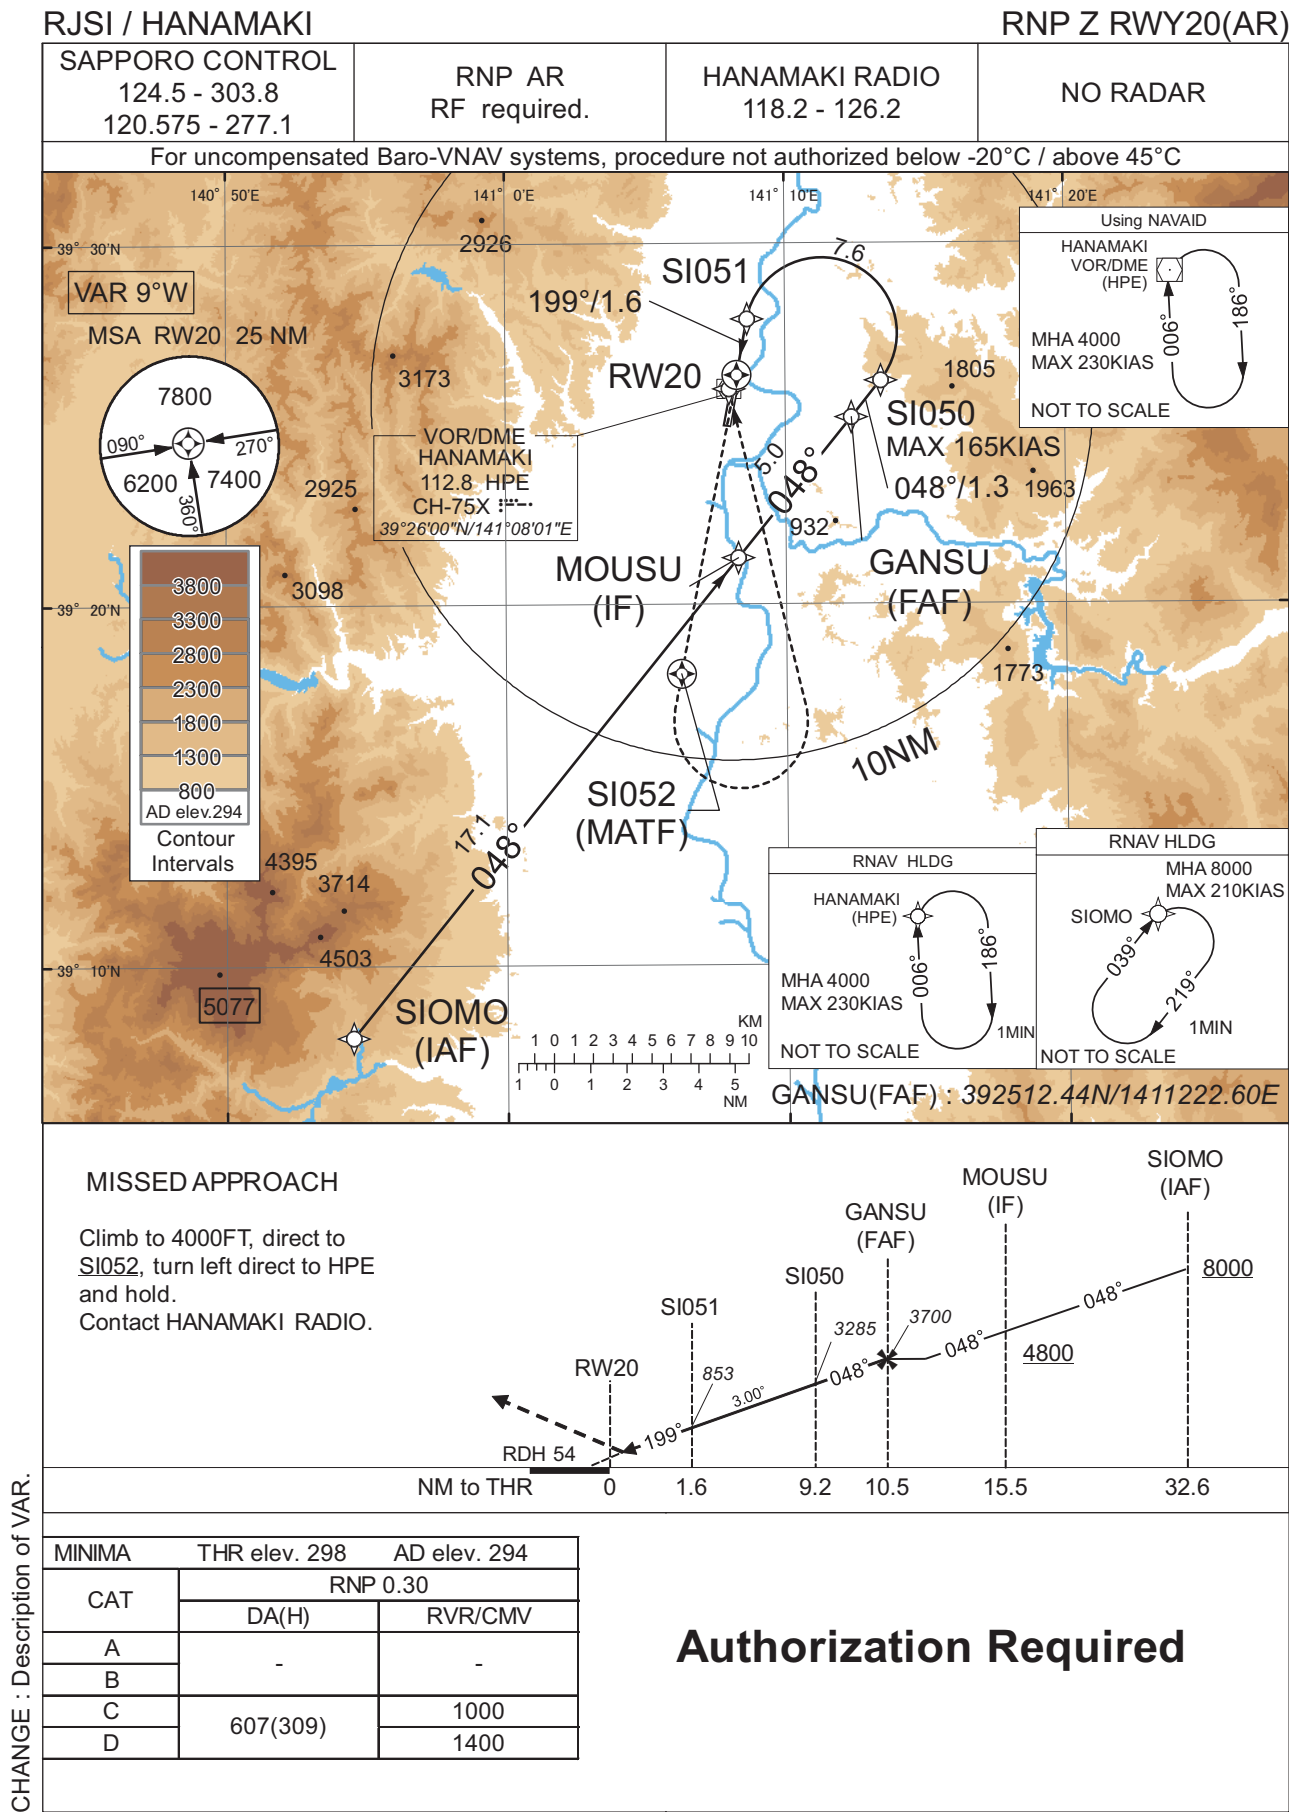 RJSI / HANAMAKI
RNP Z RWY20(AR)
SAPPORO CONTROL
124.5 - 303.8
120.575 - 277.1
RNP AR
RF required.
HANAMAKI RADIO
118.2 - 126.2
NO RADAR
For uncompensated Baro-VNAV systems, procedure not authorized below -20°C / above 45°C
140° 50'E
141° 0'E
141° 10'E
141° 20'E
39° 30'N
39° 20'N
39° 10'N
VAR 9°W
MSA RW20 25 NM
7800
090°
270°
6200
7400
360°
3800
3300
2800
2300
1800
1300
800
AD elev.294
Contour
Intervals
2926
3173
2925
3098
4395
3714
4503
5077
1805
1963
932
1773
SI051
7.6
199°/1.6
RW20
SI050
MAX 165KIAS
048°/1.3
VOR/DME
HANAMAKI
112.8 HPE
CH-75X
39°26'00"N/141°08'01"E
5.0
048°
MOUSU
(IF)
GANSU
(FAF)
10NM
SI052
(MATF)
17.1
048°
SIOMO
(IAF)
Using NAVAID
HANAMAKI
VOR/DME
(HPE)
006°
186°
MHA 4000
MAX 230KIAS
NOT TO SCALE
RNAV HLDG
HANAMAKI
(HPE)
006°
186°
MHA 4000
MAX 230KIAS
1MIN
NOT TO SCALE
RNAV HLDG
MHA 8000
MAX 210KIAS
SIOMO
039°
219°
1MIN
NOT TO SCALE
KM
1 0 1 2 3 4 5 6 7 8 9 10
1 0 1 2 3 4 5
NM
GANSU(FAF) : 392512.44N/1411222.60E
MISSED APPROACH
Climb to 4000FT, direct to
SI052, turn left direct to HPE
and hold.
Contact HANAMAKI RADIO.
SIOMO
(IAF)
MOUSU
(IF)
GANSU
(FAF)
SI050
SI051
RW20
8000
048°
4800
048°
3700
3285
048°
853
3.00°
199°
RDH 54
NM to THR 0 1.6 9.2 10.5 15.5 32.6
MINIMA THR elev. 298 AD elev. 294
CAT
RNP 0.30
DA(H)
RVR/CMV
A
B
- -
C
607(309)
1000
D
1400
Authorization Required
CHANGE : Description of VAR.